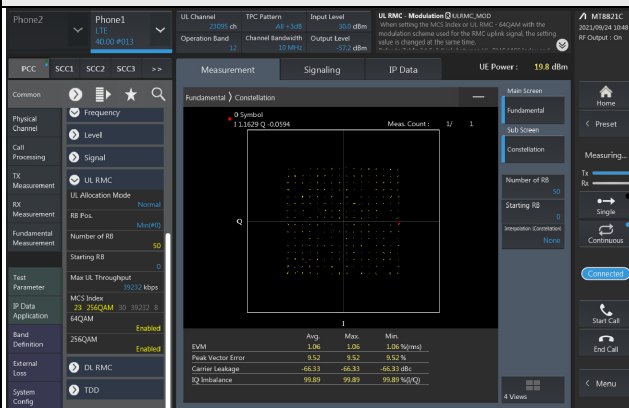 Phone2
Phone1
LTE
40.00 #013
UL Channel
23095 ch
TPC Pattern
All +3dB
Input Level
30.0 dBm
Operation Band
12
Channel Bandwidth
10 MHz
Output Level
-57.2 dBm
UL RMC - Modulation ULRMC_MOD
When setting the MCS Index or UL RMC - 64QAM with the
modulation scheme used for the RMC uplink signal, the setting
value is changed at the same time.
MT8821C
2021/09/24 10:48
RF Output : On
PCC
SCC1
SCC2
SCC3
>>
Measurement
Signaling
IP Data
UE Power : 19.8 dBm
Common
Physical
Channel
Call
Processing
TX
Measurement
RX
Measurement
Fundamental
Measurement
Test
Parameter
IP Data
Application
Band
Definition
External
Loss
System
Config
Frequency
Level
Signal
UL RMC
UL Allocation Mode
Normal
RB Pos.
Min(#0)
Number of RB
50
Starting RB
0
Max UL Throughput
39232 kbps
MCS Index
23 256QAM 30 39232 8
64QAM
Enabled
256QAM
Enabled
DL RMC
TDD
Fundamental ⟩ Constellation
0 Symbol
I 1.1629 Q -0.0594
Meas. Count : 1/ 1
Q
I
Avg. Max. Min.
EVM 1.06 1.06 1.06 %(rms)
Peak Vector Error 9.52 9.52 9.52 %
Carrier Leakage -66.33 -66.33 -66.33 dBc
IQ Imbalance 99.89 99.89 99.89 %(I/Q)
Main Screen
Fundamental
Sub Screen
Constellation
Number of RB
50
Starting RB
0
Interpolation (Constellation)
None
4 Views
Home
< Preset
Measuring...
Tx
Rx
Single
Continuous
Connected
Start Call
End Call
< Menu